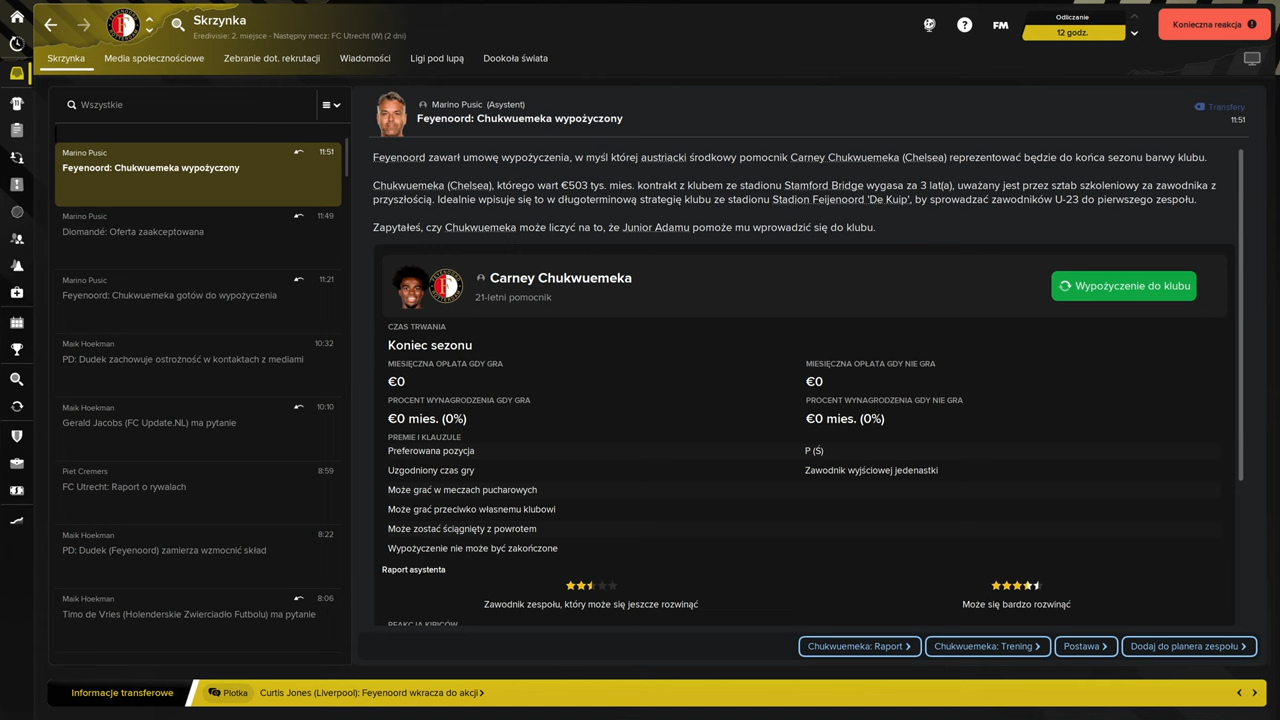 Skrzynka
Eredivisie: 2. miejsce - Następny mecz: FC Utrecht (W) (2 dni)
FM
Odliczanie
12 godz.
Konieczna reakcja
Skrzynka
Media społecznościowe
Zebranie dot. rekrutacji
Wiadomości
Ligi pod lupą
Dookoła świata
Wszystkie
Marino Pusic 11:51
Feyenoord: Chukwuemeka wypożyczony
Marino Pusic 11:49
Diomandé: Oferta zaakceptowana
Marino Pusic 11:21
Feyenoord: Chukwuemeka gotów do wypożyczenia
Maik Hoekman 10:32
PD: Dudek zachowuje ostrożność w kontaktach z mediami
Maik Hoekman 10:10
Gerald Jacobs (FC Update.NL) ma pytanie
Piet Cremers 8:59
FC Utrecht: Raport o rywalach
Maik Hoekman 8:22
PD: Dudek (Feyenoord) zamierza wzmocnić skład
Maik Hoekman 8:06
Timo de Vries (Holenderskie Zwierciadło Futbolu) ma pytanie
Marino Pusic (Asystent)
Feyenoord: Chukwuemeka wypożyczony
Transfery
11:51
Feyenoord zawarł umowę wypożyczenia, w myśl której austriacki środkowy pomocnik Carney Chukwuemeka (Chelsea) reprezentować będzie do końca sezonu barwy klubu.
Chukwuemeka (Chelsea), którego wart €503 tys. mies. kontrakt z klubem ze stadionu Stamford Bridge wygasa za 3 lat(a), uważany jest przez sztab szkoleniowy za zawodnika z
przyszłością. Idealnie wpisuje się to w długoterminową strategię klubu ze stadionu Stadion Feijenoord 'De Kuip', by sprowadzać zawodników U-23 do pierwszego zespołu.
Zapytałeś, czy Chukwuemeka może liczyć na to, że Junior Adamu pomoże mu wprowadzić się do klubu.
Carney Chukwuemeka
21-letni pomocnik
Wypożyczenie do klubu
CZAS TRWANIA
Koniec sezonu
MIESIĘCZNA OPŁATA GDY GRA
MIESIĘCZNA OPŁATA GDY NIE GRA
€0
€0
PROCENT WYNAGRODZENIA GDY GRA
PROCENT WYNAGRODZENIA GDY NIE GRA
€0 mies. (0%)
€0 mies. (0%)
PREMIE I KLAUZULE
Preferowana pozycja
P (Ś)
Uzgodniony czas gry
Zawodnik wyjściowej jedenastki
Może grać w meczach pucharowych
Może grać przeciwko własnemu klubowi
Może zostać ściągnięty z powrotem
Wypożyczenie nie może być zakończone
Raport asystenta
Zawodnik zespołu, który może się jeszcze rozwinąć
Może się bardzo rozwinąć
REAKCJA KIBICÓW
Chukwuemeka: Raport
Chukwuemeka: Trening
Postawa
Dodaj do planera zespołu
Informacje transferowe
Plotka
Curtis Jones (Liverpool): Feyenoord wkracza do akcji